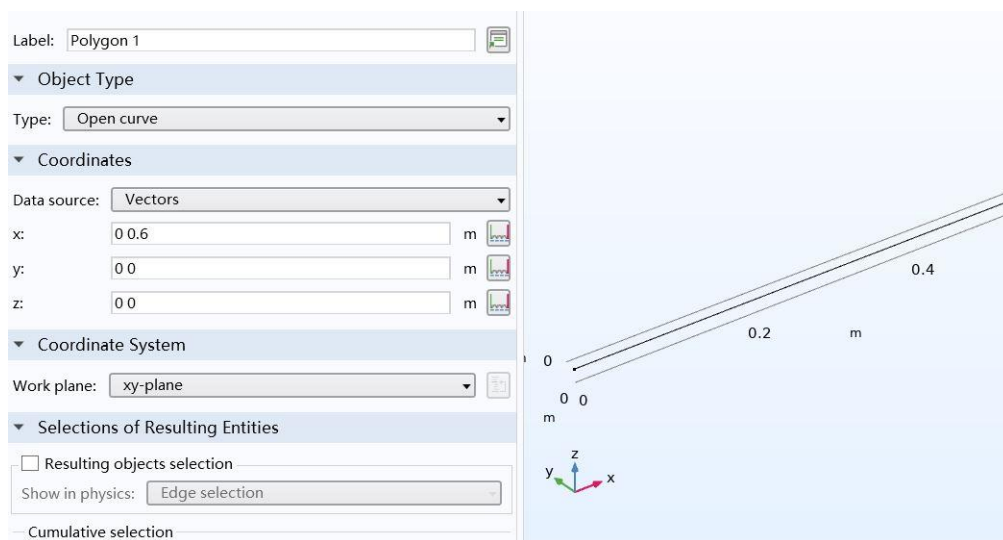 Label: Polygon 1
Object Type
Type: Open curve
Coordinates
Data source: Vectors
x: 0 0.6 m
y: 0 0 m
z: 0 0 m
Coordinate System
Work plane: xy-plane
Selections of Resulting Entities
Resulting objects selection
Show in physics: Edge selection
Cumulative selection
0.4
0.2 m
0
0 0
m
z
y x